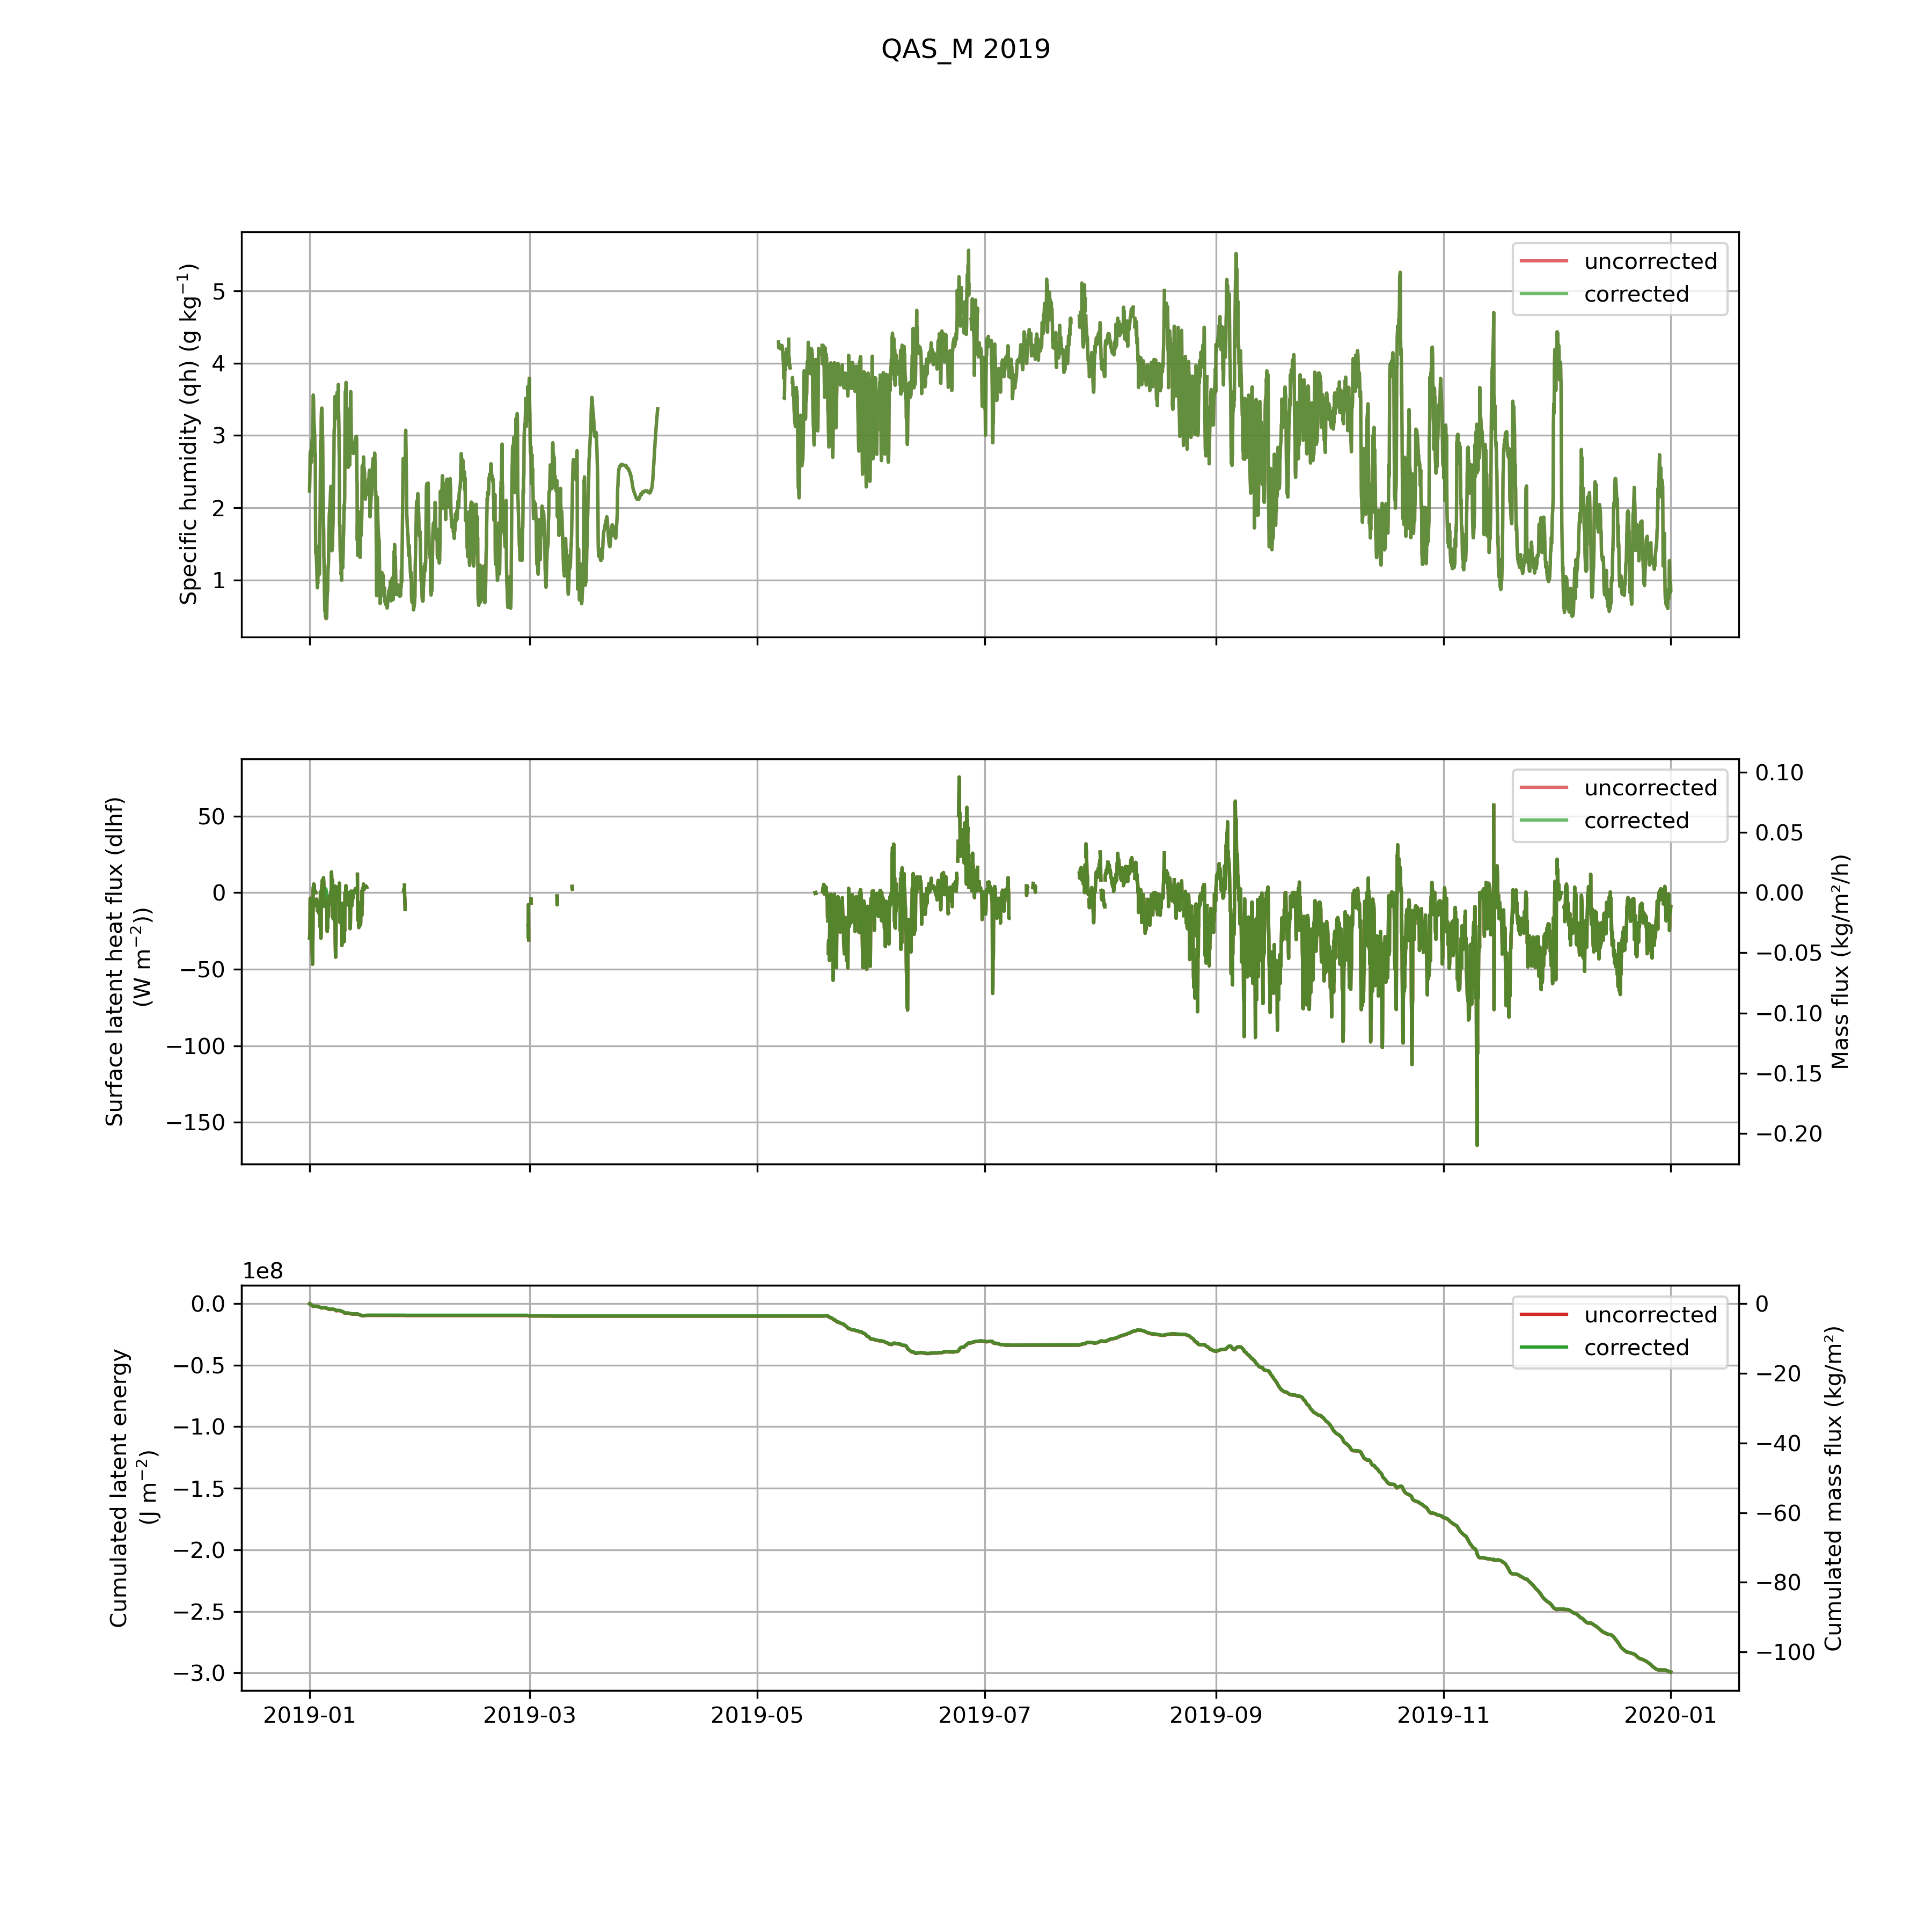 QAS_M 2019
Specific humidity (qh) (g kg⁻¹)
5
4
3
2
1
uncorrected
corrected
Surface latent heat flux (dlhf)
(W m⁻²))
50
0
−50
−100
−150
uncorrected
corrected
0.10
0.05
0.00
−0.05
−0.10
−0.15
−0.20
Mass flux (kg/m²/h)
1e8
Cumulated latent energy
(J m⁻²)
0.0
−0.5
−1.0
−1.5
−2.0
−2.5
−3.0
uncorrected
corrected
0
−20
−40
−60
−80
−100
Cumulated mass flux (kg/m²)
2019-01 2019-03 2019-05 2019-07 2019-09 2019-11 2020-01